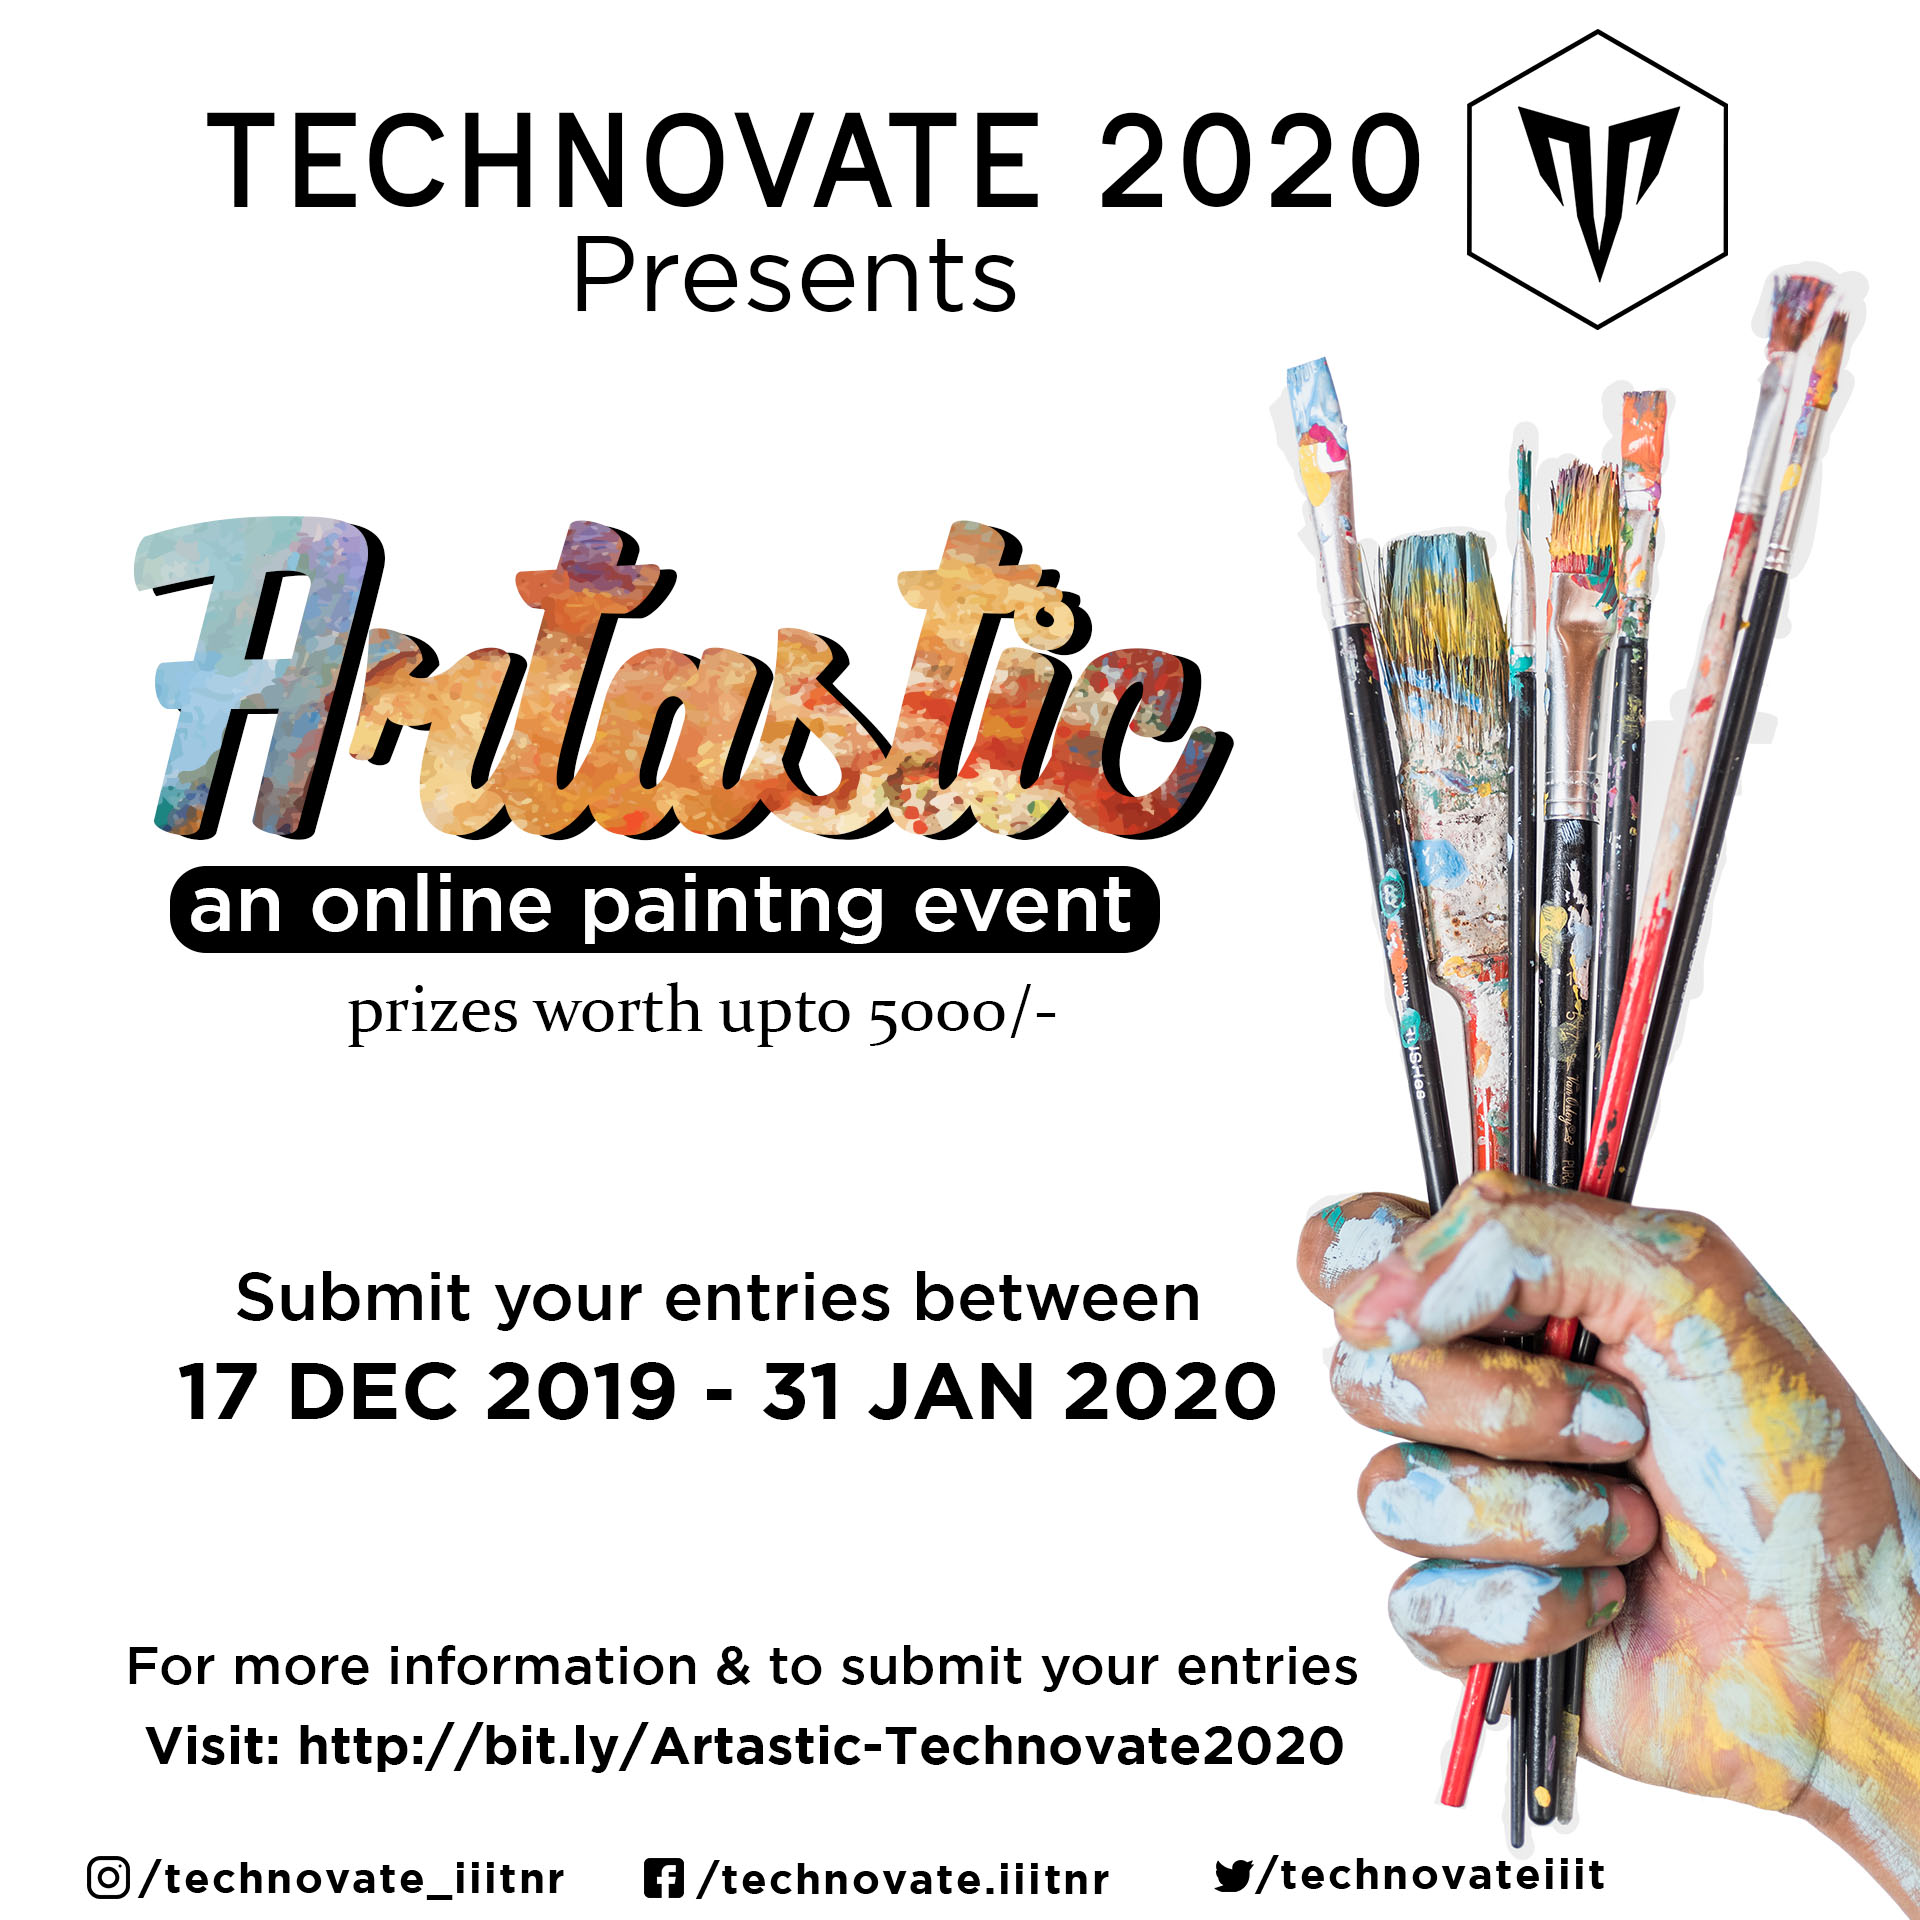 TECHNOVATE 2020
Presents
Artastic
an online paintng event
prizes worth upto 5000/-
Submit your entries between
17 DEC 2019 - 31 JAN 2020
For more information & to submit your entries
Visit: http://bit.ly/Artastic-Technovate2020
/technovate_iiitnr
/technovate.iiitnr
/technovateiiit